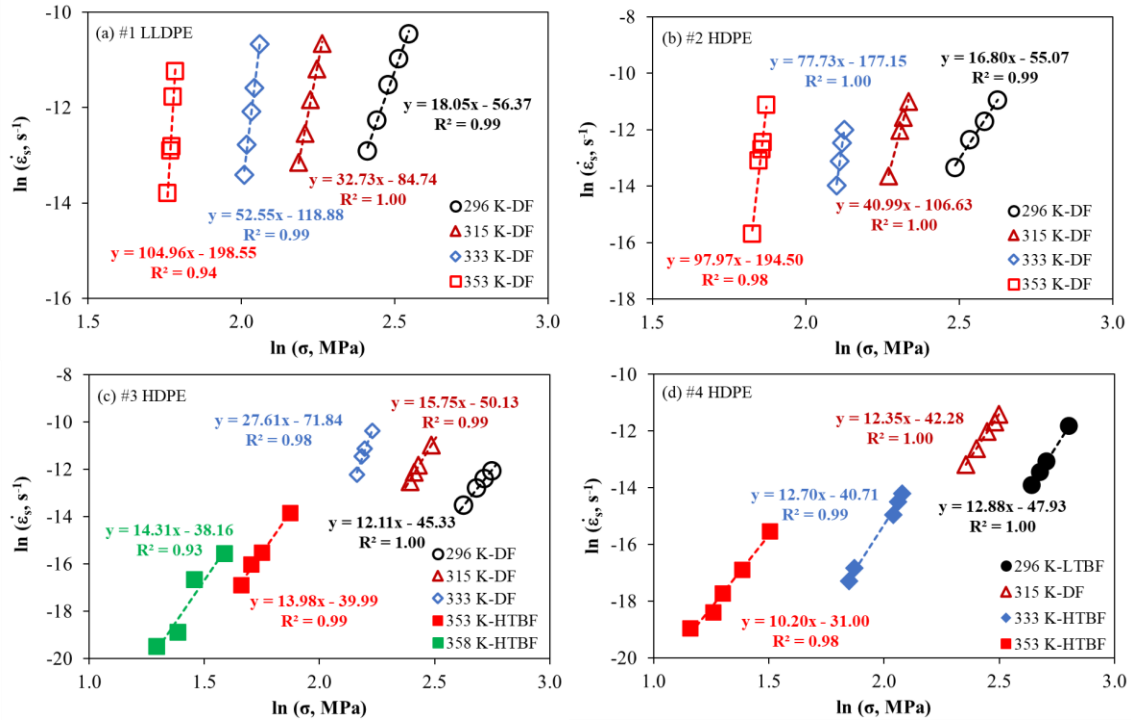 (a) #1 LLDPE
-10
-12
-14
-16
ln (ε̇s, s-1)
y = 18.05x - 56.37
R² = 0.99
y = 32.73x - 84.74
R² = 1.00
y = 52.55x - 118.88
R² = 0.99
y = 104.96x - 198.55
R² = 0.94
296 K-DF
315 K-DF
333 K-DF
353 K-DF
1.5
2.0
2.5
3.0
ln (σ, MPa)
(b) #2 HDPE
-8
-10
-12
-14
-16
-18
ln (ε̇s, s-1)
y = 77.73x - 177.15
R² = 1.00
y = 16.80x - 55.07
R² = 0.99
y = 40.99x - 106.63
R² = 1.00
y = 97.97x - 194.50
R² = 0.98
296 K-DF
315 K-DF
333 K-DF
353 K-DF
1.5
2.0
2.5
3.0
ln (σ, MPa)
(c) #3 HDPE
-8
-10
-12
-14
-16
-18
-20
ln (ε̇s, s-1)
y = 27.61x - 71.84
R² = 0.98
y = 15.75x - 50.13
R² = 0.99
y = 14.31x - 38.16
R² = 0.93
y = 12.11x - 45.33
R² = 1.00
y = 13.98x - 39.99
R² = 0.99
296 K-DF
315 K-DF
333 K-DF
353 K-HTBF
358 K-HTBF
1.0
1.5
2.0
2.5
3.0
ln (σ, MPa)
(d) #4 HDPE
-10
-12
-14
-16
-18
-20
ln (ε̇s, s-1)
y = 12.35x - 42.28
R² = 1.00
y = 12.70x - 40.71
R² = 0.99
y = 12.88x - 47.93
R² = 1.00
y = 10.20x - 31.00
R² = 0.98
296 K-LTBF
315 K-DF
333 K-HTBF
353 K-HTBF
1.0
1.5
2.0
2.5
3.0
ln (σ, MPa)